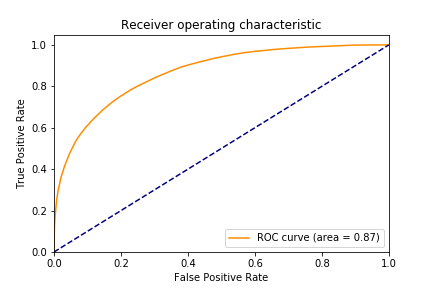 Receiver operating characteristic
True Positive Rate
1.0
0.8
0.6
0.4
0.2
0.0
ROC curve (area = 0.87)
0.0 0.2 0.4 0.6 0.8 1.0
False Positive Rate